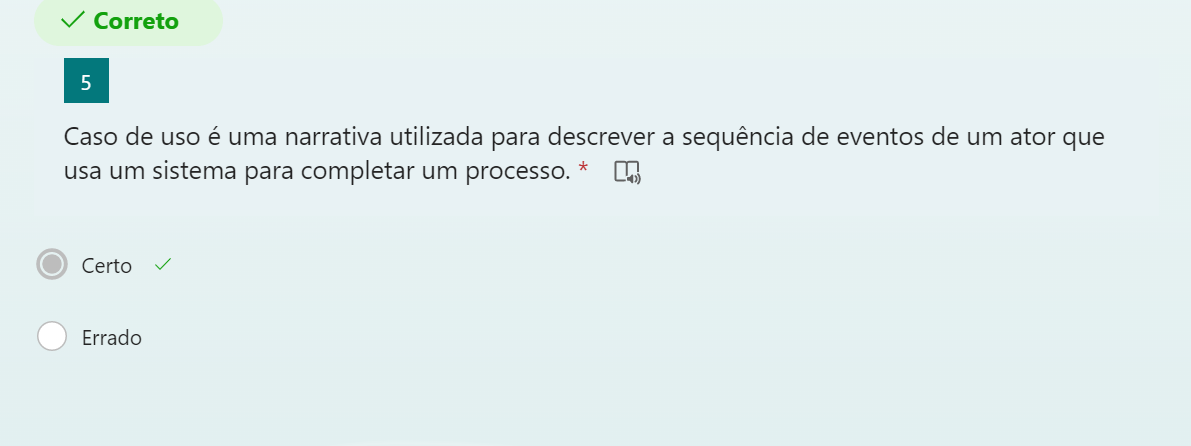 Correto
5
Caso de uso é uma narrativa utilizada para descrever a sequência de eventos de um ator que
usa um sistema para completar um processo. *
Certo
Errado